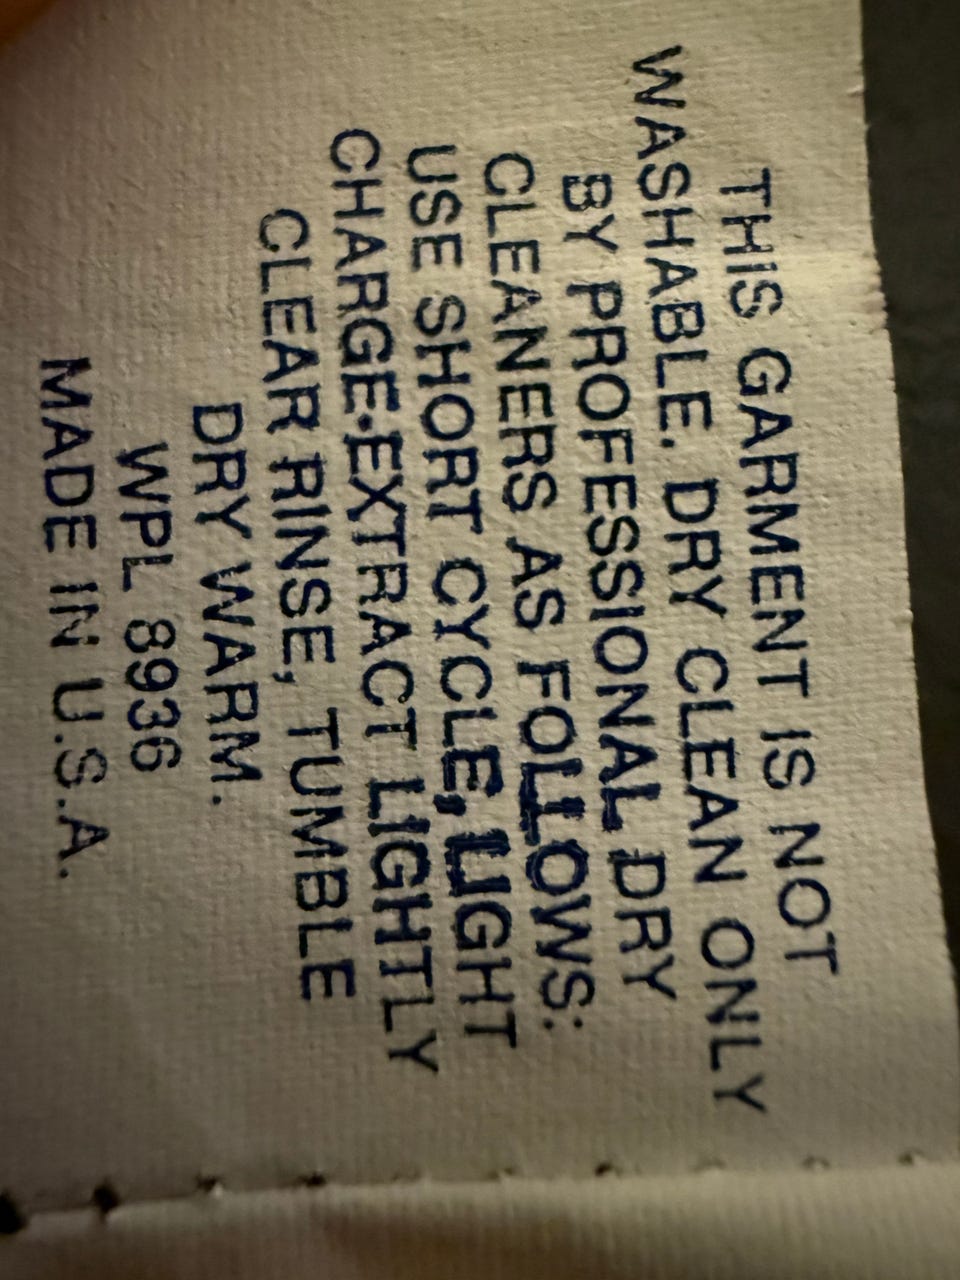 THIS GARMENT IS NOT
WASHABLE. DRY CLEAN ONLY
BY PROFESSIONAL DRY
CLEANERS AS FOLLOWS:
USE SHORT CYCLE, LIGHT
CHARGE-EXTRACT LIGHTLY
CLEAR RINSE, TUMBLE
DRY WARM.
WPL 8936
MADE IN U.S.A.